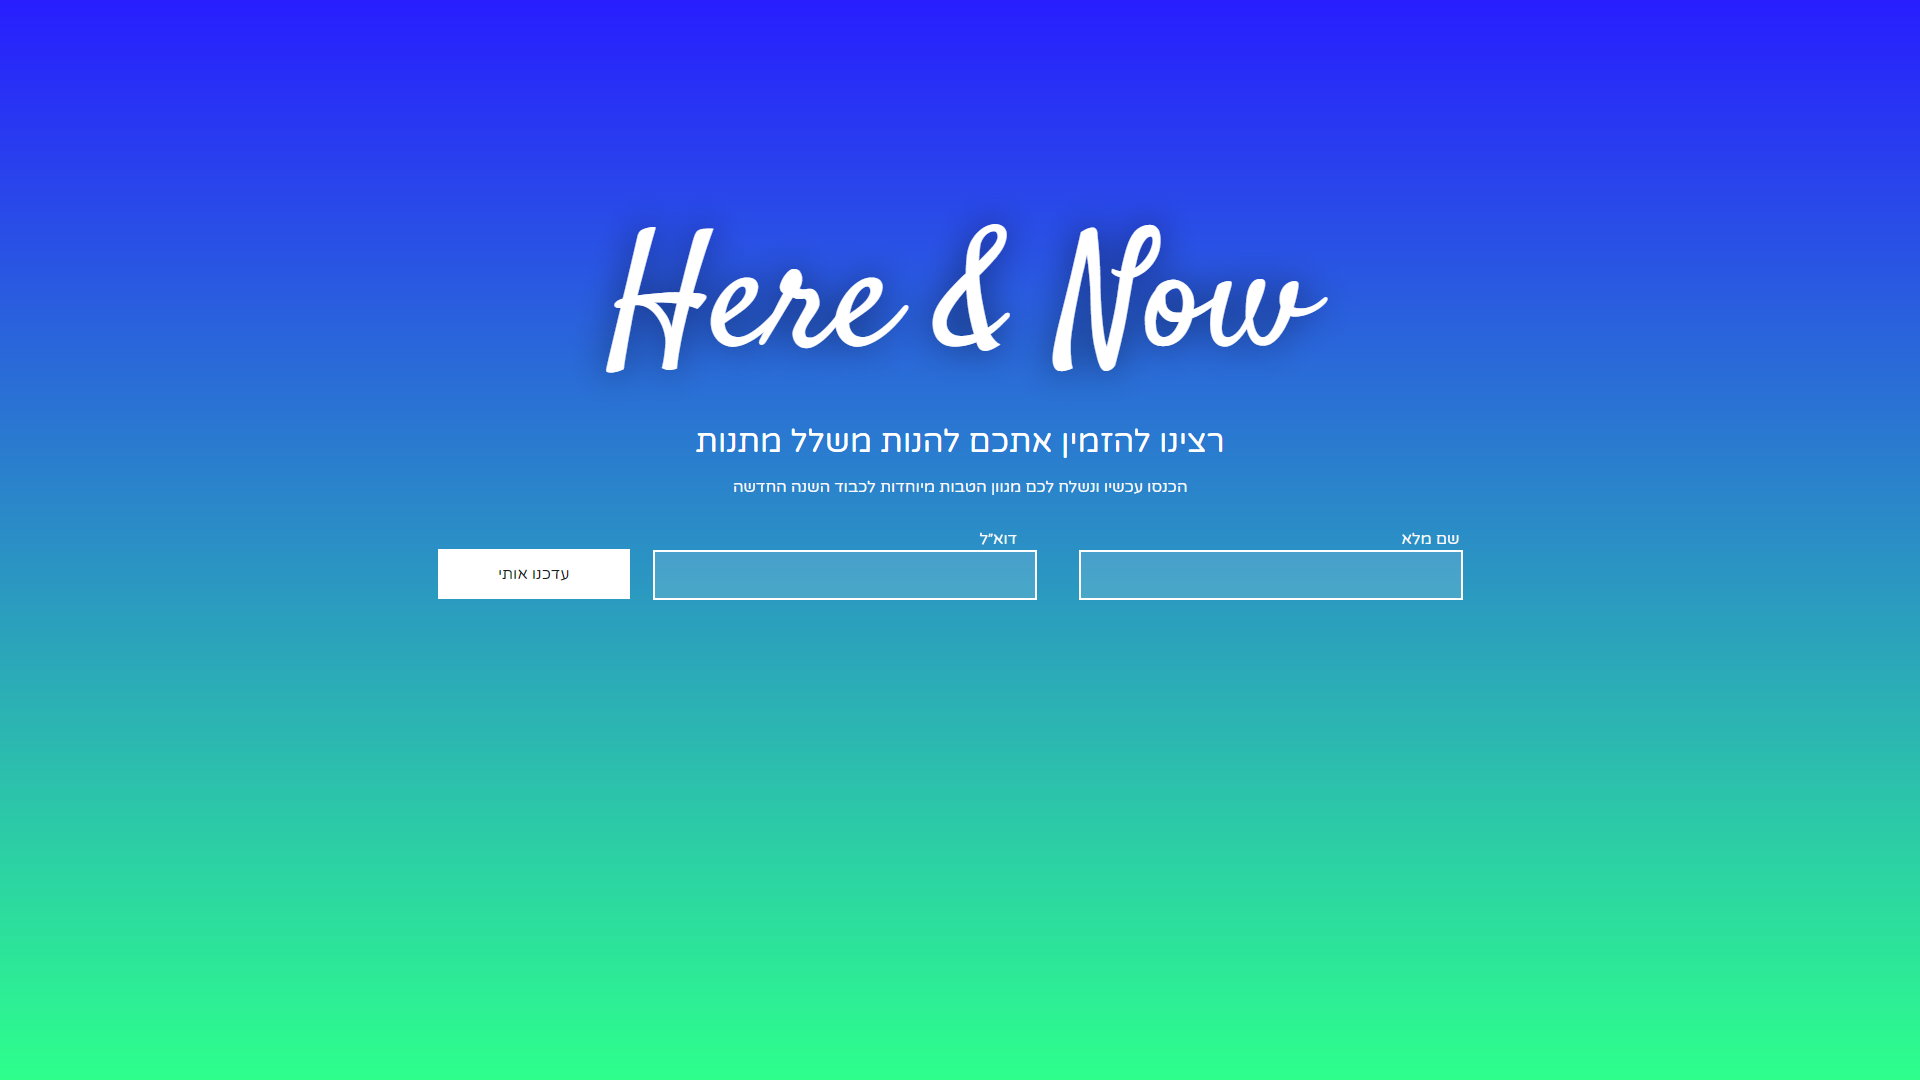 Here & Now
רצינו להזמין אתכם להנות משלל מתנות
הכנסו עכשיו ונשלח לכם מגוון הטבות מיוחדות לכבוד השנה החדשה
שם מלא
דוא״ל
עדכנו אותי